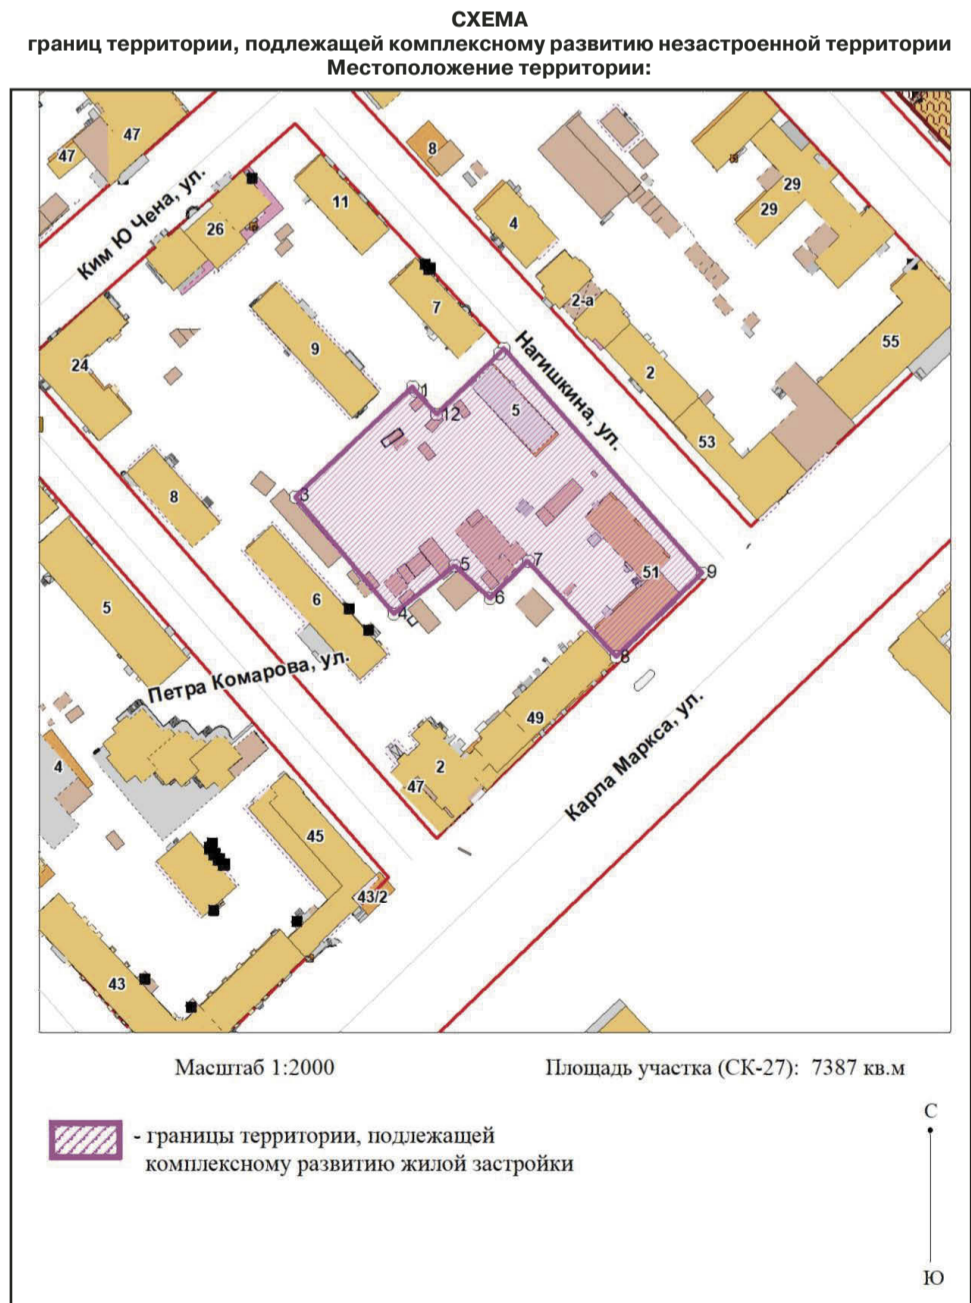 СХЕМА
границ территории, подлежащей комплексному развитию незастроенной территории
Местоположение территории:
47
47
8
29
29
Ким Ю Чена, ул.
11
26
4
2-а
7
9
55
24
Нагишкина, ул.
2
1
12
5
53
8
3
5
7
51
9
6
4
6
5
8
Петра Комарова, ул.
49
Карла Маркса, ул.
2
47
4
45
43/2
43
Масштаб 1:2000
Площадь участка (СК-27): 7387 кв.м
- границы территории, подлежащей
комплексному развитию жилой застройки
С
Ю